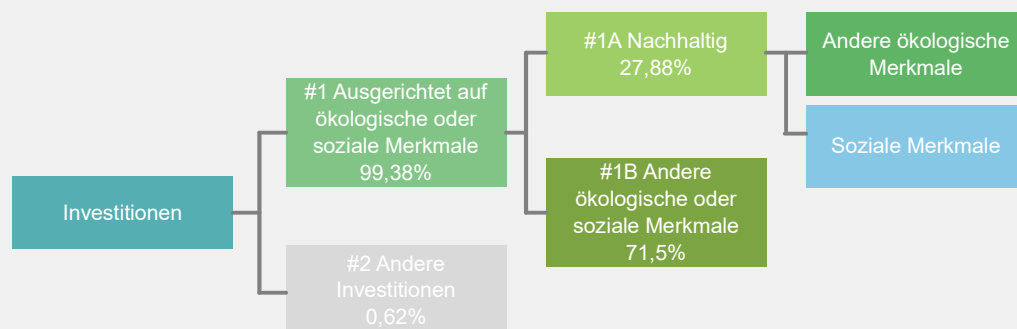 Investitionen
#1 Ausgerichtet auf
ökologische oder
soziale Merkmale
99,38%
#2 Andere
Investitionen
0,62%
#1A Nachhaltig
27,88%
#1B Andere
ökologische oder
soziale Merkmale
71,5%
Andere ökologische
Merkmale
Soziale Merkmale